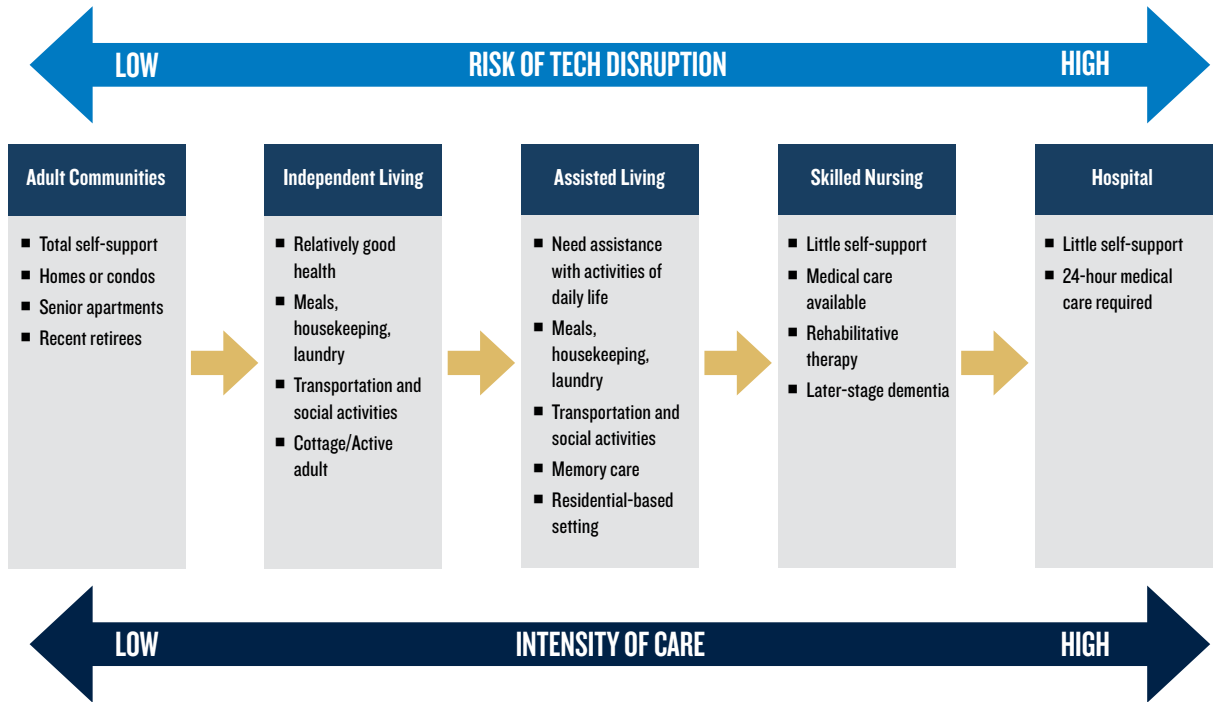 LOW RISK OF TECH DISRUPTION HIGH
Adult Communities
■ Total self-support
■ Homes or condos
■ Senior apartments
■ Recent retirees
Independent Living
■ Relatively good
health
■ Meals,
housekeeping,
laundry
■ Transportation and
social activities
■ Cottage/Active
adult
Assisted Living
■ Need assistance
with activities of
daily life
■ Meals,
housekeeping,
laundry
■ Transportation and
social activities
■ Memory care
■ Residential-based
setting
Skilled Nursing
■ Little self-support
■ Medical care
available
■ Rehabilitative
therapy
■ Later-stage dementia
Hospital
■ Little self-support
■ 24-hour medical
care required
LOW INTENSITY OF CARE HIGH